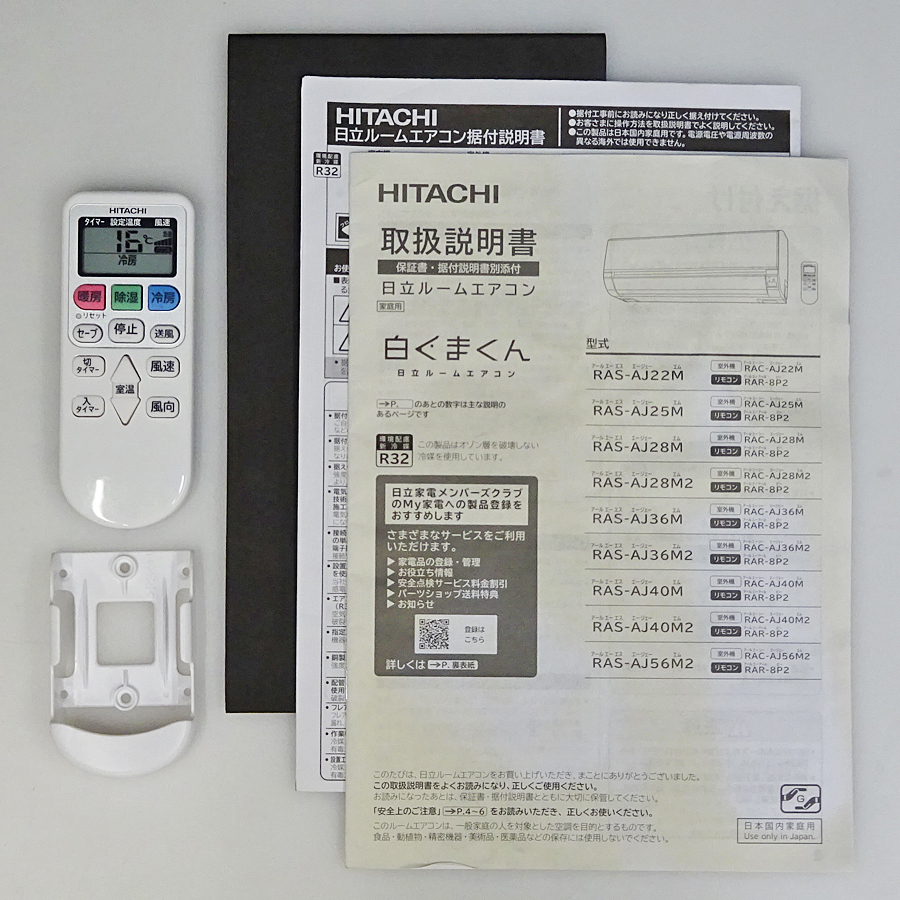 HITACHI
タイマー 設定温度 風速
16℃
冷房
暖房 除湿 冷房
リセット
セーブ 停止 送風
切タイマー 風速
室温
入タイマー 風向
HITACHI
日立ルームエアコン据付説明書
●据付工事前にお読みになり正しく据え付けてください。
●お客さまに操作方法を取扱説明書でよく説明してください。
●この製品は日本国内家庭用です。電源電圧や電源周波数の
異なる海外では使用できません。
環境配慮
新冷媒
R32
HITACHI
取扱説明書
保証書・据付説明書別添付
日立ルームエアコン
家庭用
白くまくん
日立ルームエアコン
→P. のあとの数字は主な説明の
あるページです
環境配慮
新冷媒
R32
この製品はオゾン層を破壊しない
冷媒を使用しています。
日立家電メンバーズクラブ
のMy家電への製品登録を
おすすめします
さまざまなサービスをご利用
いただけます。
▶家電品の登録・管理
▶お役立ち情報
▶安全点検サービス料金割引
▶パーツショップ送料特典
▶お知らせ
登録は
こちら
詳しくは →P. 裏表紙
型式
RAS-AJ22M 室外機 RAC-AJ22M
リモコン RAR-8P2
RAS-AJ25M 室外機 RAC-AJ25M
リモコン RAR-8P2
RAS-AJ28M 室外機 RAC-AJ28M
リモコン RAR-8P2
RAS-AJ28M2 室外機 RAC-AJ28M2
リモコン RAR-8P2
RAS-AJ36M 室外機 RAC-AJ36M
リモコン RAR-8P2
RAS-AJ36M2 室外機 RAC-AJ36M2
リモコン RAR-8P2
RAS-AJ40M 室外機 RAC-AJ40M
リモコン RAR-8P2
RAS-AJ40M2 室外機 RAC-AJ40M2
リモコン RAR-8P2
RAS-AJ56M2 室外機 RAC-AJ56M2
リモコン RAR-8P2
このたびは、日立ルームエアコンをお買い上げいただき、まことにありがとうございました。
この取扱説明書をよくお読みになり、正しくご使用ください。
お読みになったあとは、保証書・据付説明書とともに大切に保管してください。
「安全上のご注意」→P.4~6 をお読みいただき、正しくお使いください。
このルームエアコンは、一般家庭の人を対象とした空調を目的とするものです。
食品・動植物・精密機器・美術品・医薬品などの保存には使用しないでください。
G
日本国内家庭用
Use only in Japan.